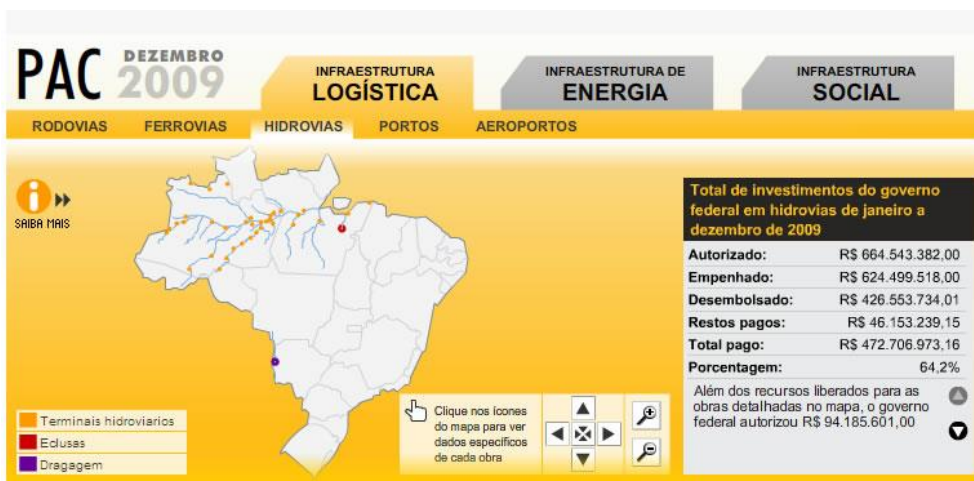 PAC DEZEMBRO
2009
INFRAESTRUTURA
LOGÍSTICA
INFRAESTRUTURA DE
ENERGIA
INFRAESTRUTURA
SOCIAL
RODOVIAS FERROVIAS HIDROVIAS PORTOS AEROPORTOS
SAIBA MAIS
Total de investimentos do governo
federal em hidrovias de janeiro a
dezembro de 2009
Autorizado: R$ 664.543.382,00
Empenhado: R$ 624.499.518,00
Desembolsado: R$ 426.553.734,01
Restos pagos: R$ 46.153.239,15
Total pago: R$ 472.706.973,16
Porcentagem: 64,2%
Além dos recursos liberados para as
obras detalhadas no mapa, o governo
federal autorizou R$ 94.185.601,00
Terminais hidroviarios
Eclusas
Dragagem
Clique nos ícones
do mapa para ver
dados específicos
de cada obra